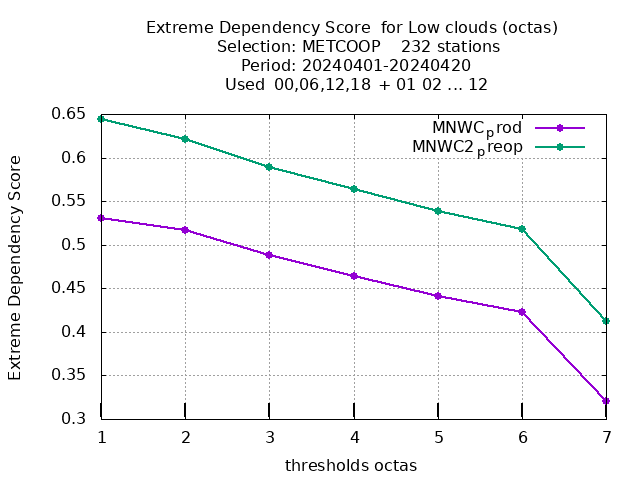 Extreme Dependency Score for Low clouds (octas)
Selection: METCOOP 232 stations
Period: 20240401-20240420
Used 00,06,12,18 + 01 02 ... 12
MNWCprod
MNWC2preop
Extreme Dependency Score
0.65
0.6
0.55
0.5
0.45
0.4
0.35
0.3
1 2 3 4 5 6 7
thresholds octas